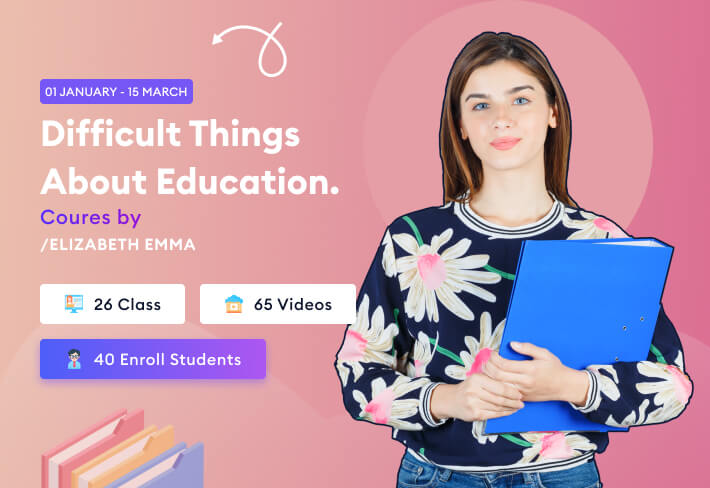 01 JANUARY - 15 MARCH
Difficult Things
About Education.
Coures by
/ELIZABETH EMMA
26 Class
65 Videos
40 Enroll Students